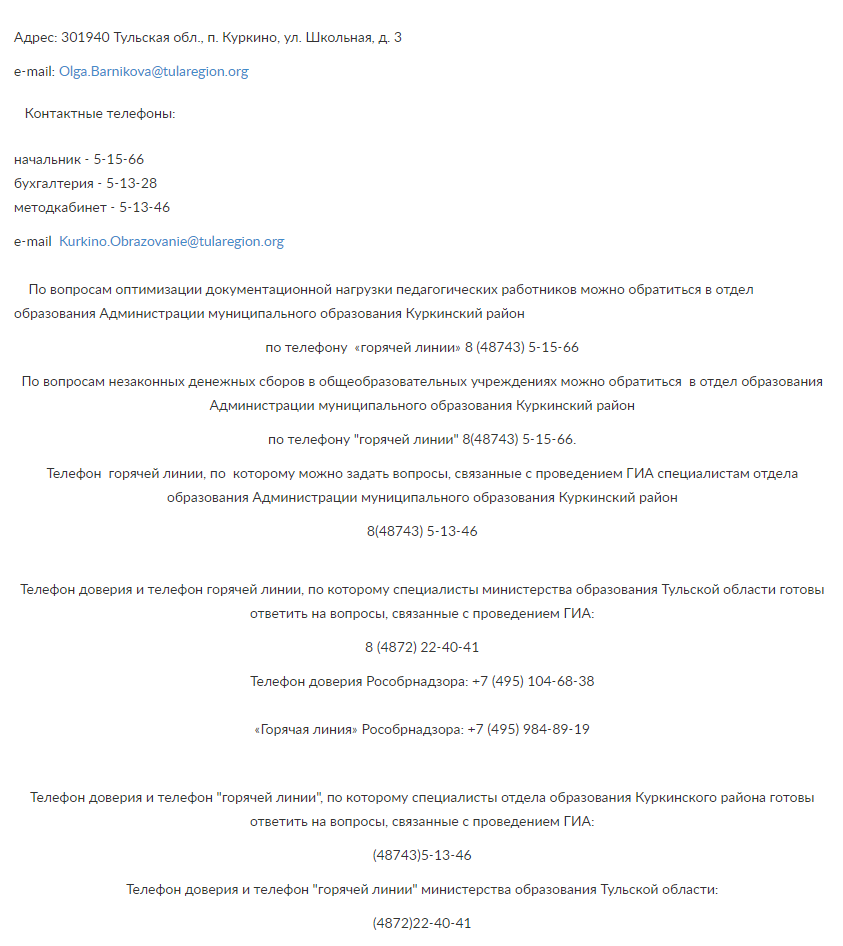 Адрес: 301940 Тульская обл., п. Куркино, ул. Школьная, д. 3
e-mail: Olga.Barnikova@tularegion.org
Контактные телефоны:
начальник - 5-15-66
бухгалтерия - 5-13-28
методкабинет - 5-13-46
e-mail Kurkino.Obrazovanie@tularegion.org
По вопросам оптимизации документационной нагрузки педагогических работников можно обратиться в отдел
образования Администрации муниципального образования Куркинский район
по телефону «горячей линии» 8 (48743) 5-15-66
По вопросам незаконных денежных сборов в общеобразовательных учреждениях можно обратиться в отдел образования
Администрации муниципального образования Куркинский район
по телефону "горячей линии" 8(48743) 5-15-66.
Телефон горячей линии, по которому можно задать вопросы, связанные с проведением ГИА специалистам отдела
образования Администрации муниципального образования Куркинский район
8(48743) 5-13-46
Телефон доверия и телефон горячей линии, по которому специалисты министерства образования Тульской области готовы
ответить на вопросы, связанные с проведением ГИА:
8 (4872) 22-40-41
Телефон доверия Рособрнадзора: +7 (495) 104-68-38
«Горячая линия» Рособрнадзора: +7 (495) 984-89-19
Телефон доверия и телефон "горячей линии", по которому специалисты отдела образования Куркинского района готовы
ответить на вопросы, связанные с проведением ГИА:
(48743)5-13-46
Телефон доверия и телефон "горячей линии" министерства образования Тульской области:
(4872)22-40-41